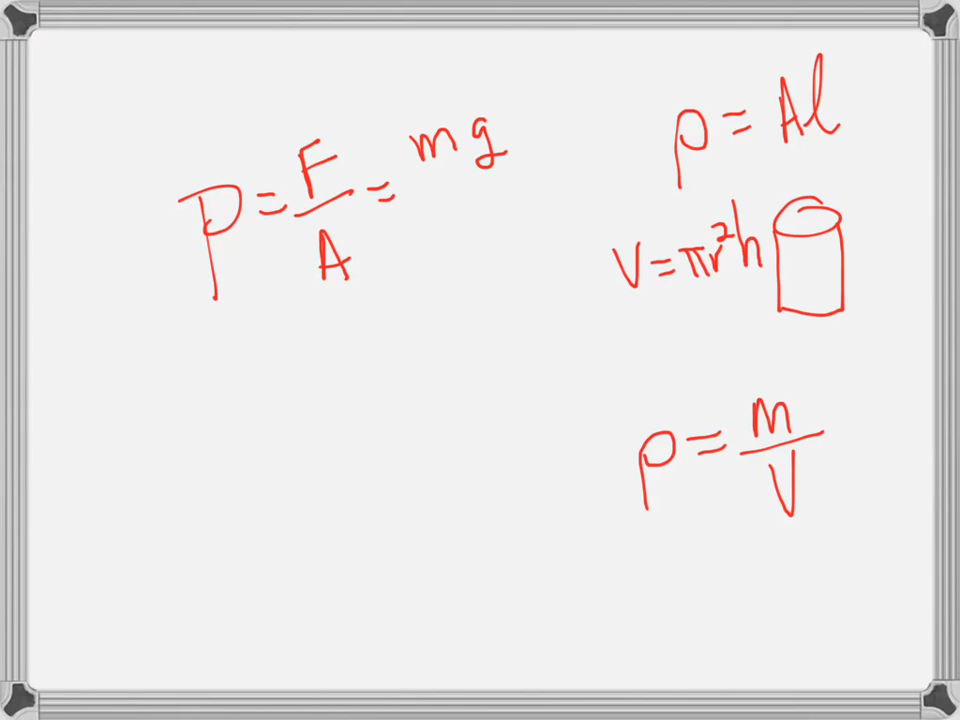 P = F/A = mg
ρ = Al
V = πr²h
ρ = m/V